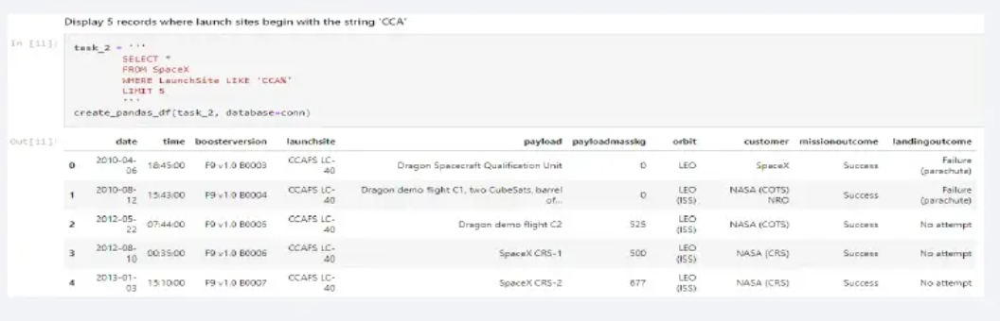 Display 5 records where launch sites begin with the string 'CCA'
In [11]:
task_2 = '''
SELECT *
FROM SpaceX
WHERE LaunchSite LIKE 'CCA%'
LIMIT 5
'''
create_pandas_df(task_2, database=conn)
Out[11]:
date time boosterversion launchsite payload payloadmasskg orbit customer missionoutcome landingoutcome
0 2010-04-06 18:45:00 F9 v1.0 B0003 CCAFS LC-40 Dragon Spacecraft Qualification Unit 0 LEO SpaceX Success Failure (parachute)
1 2010-08-12 15:43:00 F9 v1.0 B0004 CCAFS LC-40 Dragon demo flight C1, two CubeSats, barrel of... 0 LEO (ISS) NASA (COTS) NRO Success Failure (parachute)
2 2012-05-22 07:44:00 F9 v1.0 B0005 CCAFS LC-40 Dragon demo flight C2 525 LEO (ISS) NASA (COTS) Success No attempt
3 2012-08-10 00:35:00 F9 v1.0 B0006 CCAFS LC-40 SpaceX CRS-1 500 LEO (ISS) NASA (CRS) Success No attempt
4 2013-01-03 15:10:00 F9 v1.0 B0007 CCAFS LC-40 SpaceX CRS-2 677 LEO (ISS) NASA (CRS) Success No attempt